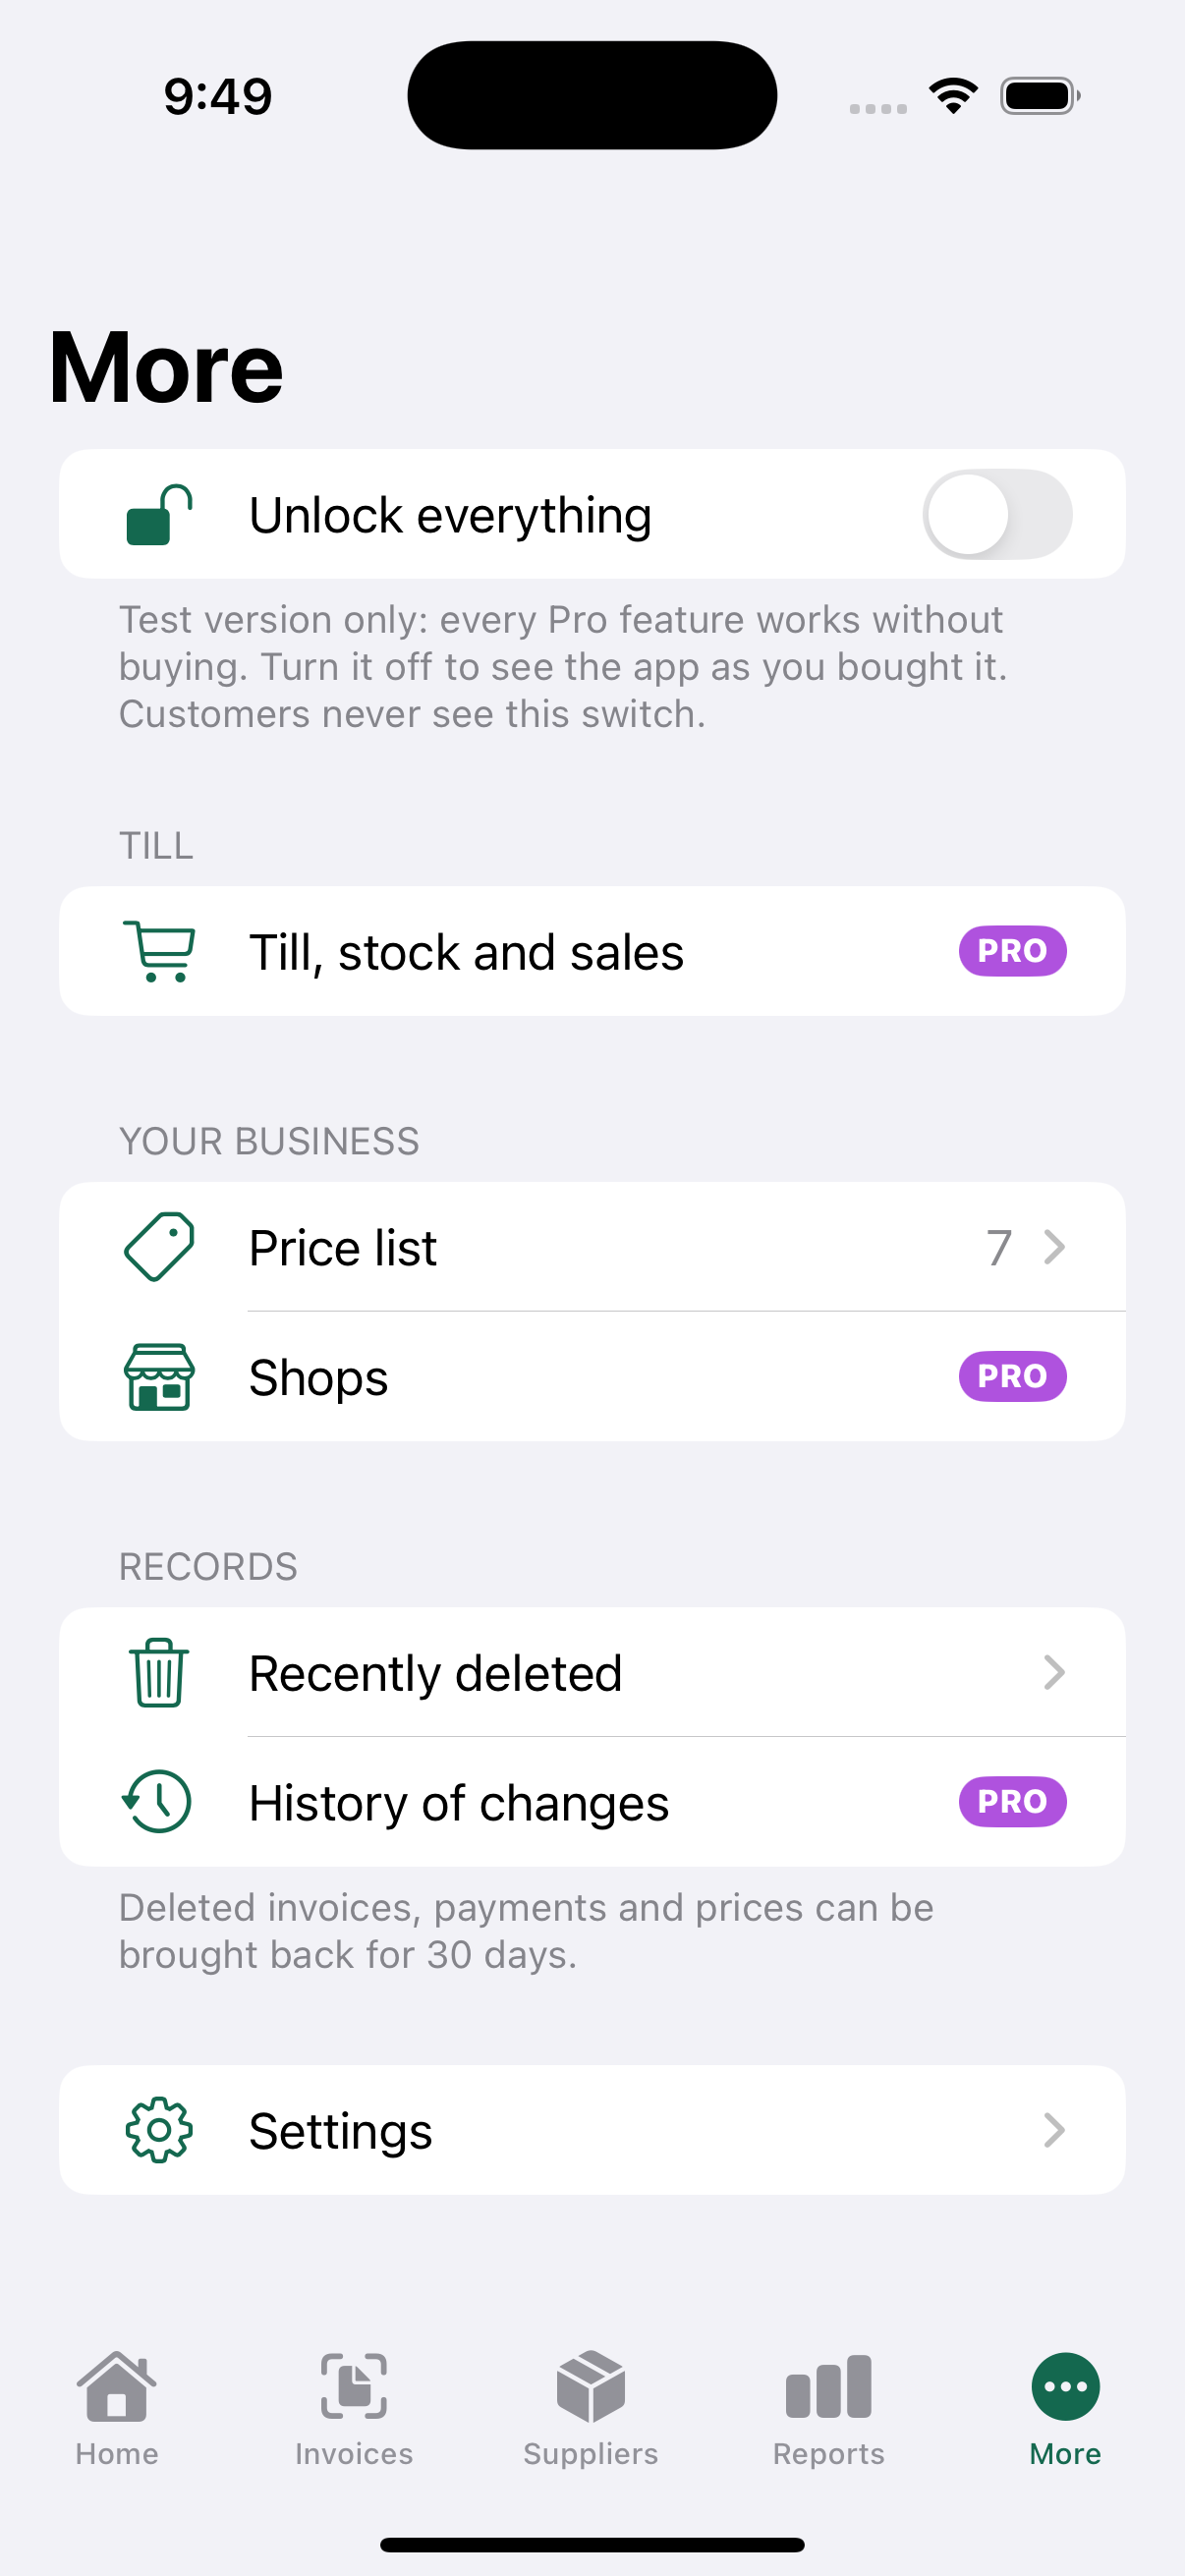 9:49
More
Unlock everything
Test version only: every Pro feature works without
buying. Turn it off to see the app as you bought it.
Customers never see this switch.
TILL
Till, stock and sales PRO
YOUR BUSINESS
Price list 7
Shops PRO
RECORDS
Recently deleted
History of changes PRO
Deleted invoices, payments and prices can be
brought back for 30 days.
Settings
Home Invoices Suppliers Reports More